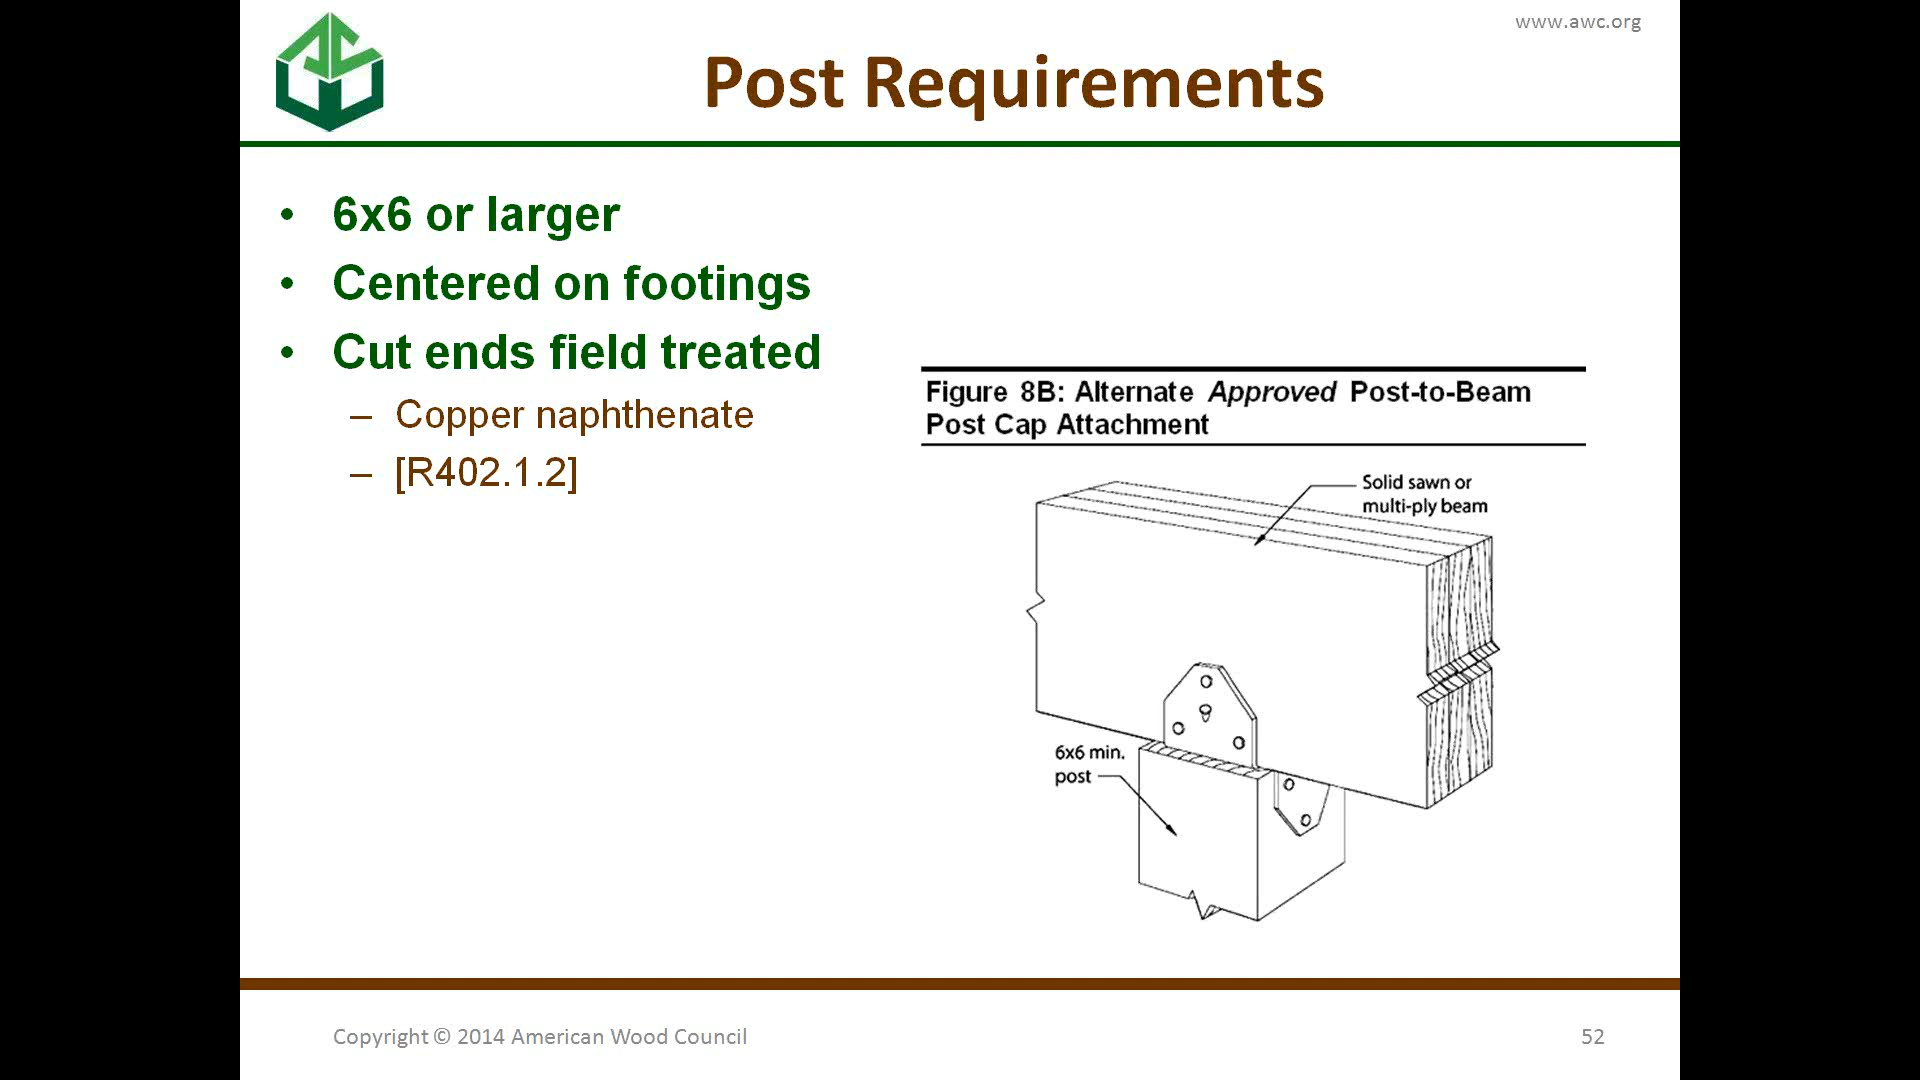 www.awc.org
Post Requirements
• 6x6 or larger
• Centered on footings
• Cut ends field treated
– Copper naphthenate
– [R402.1.2]
Figure 8B: Alternate Approved Post-to-Beam
Post Cap Attachment
Solid sawn or
multi-ply beam
6x6 min.
post
Copyright © 2014 American Wood Council
52